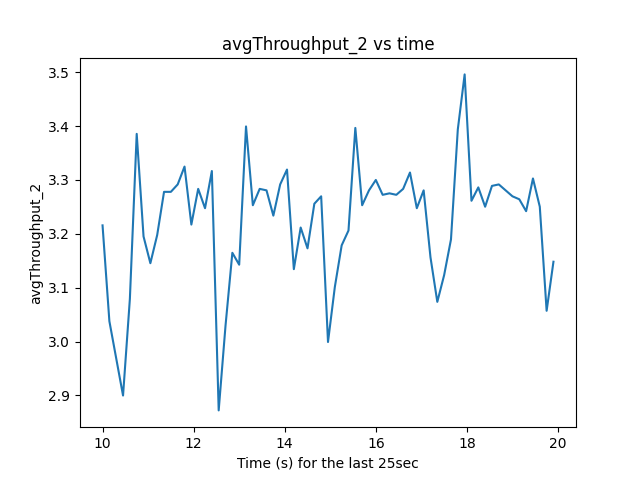 avgThroughput_2 vs time
3.5
3.4
3.3
3.2
3.1
3.0
2.9
avgThroughput_2
10 12 14 16 18 20
Time (s) for the last 25sec